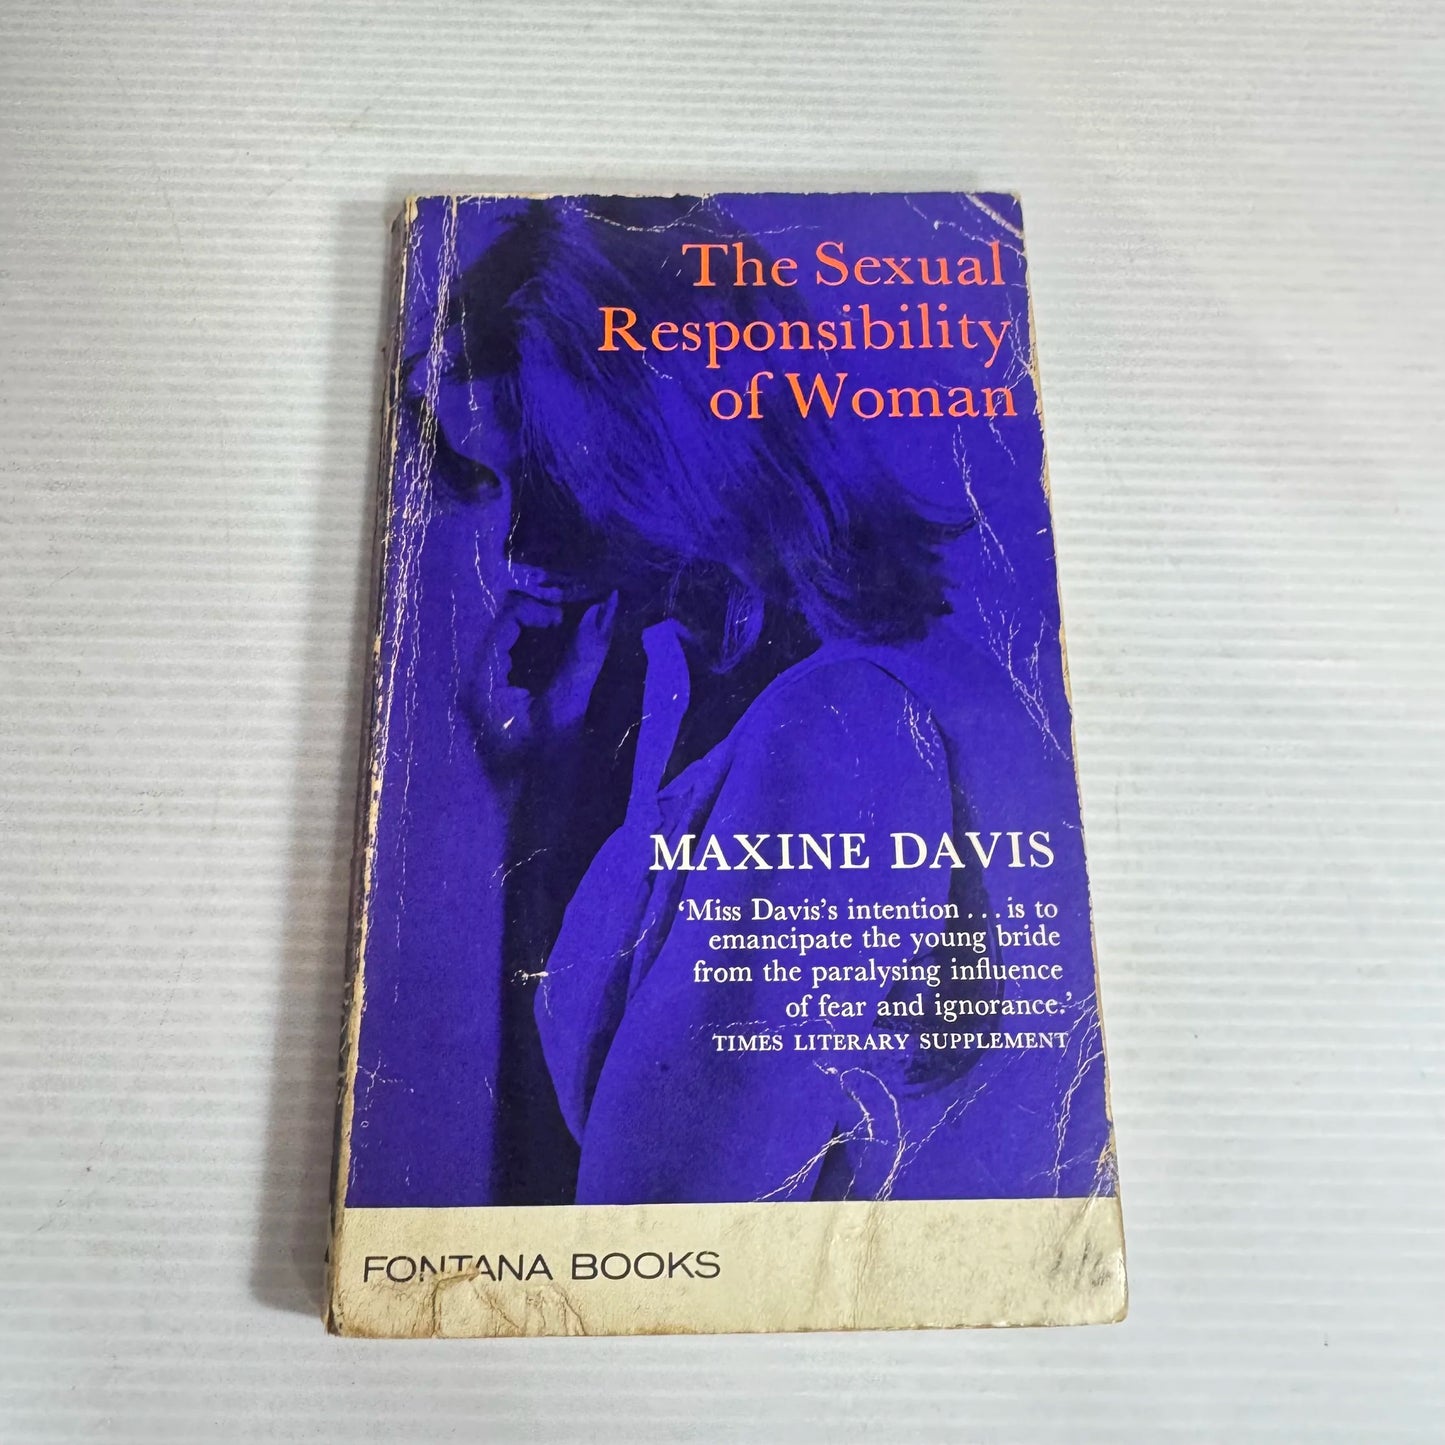 The Sexual
Responsibility
of Woman
MAXINE DAVIS
‘Miss Davis’s intention . . . is to
emancipate the young bride
from the paralysing influence
of fear and ignorance.’
TIMES LITERARY SUPPLEMENT
FONTANA BOOKS